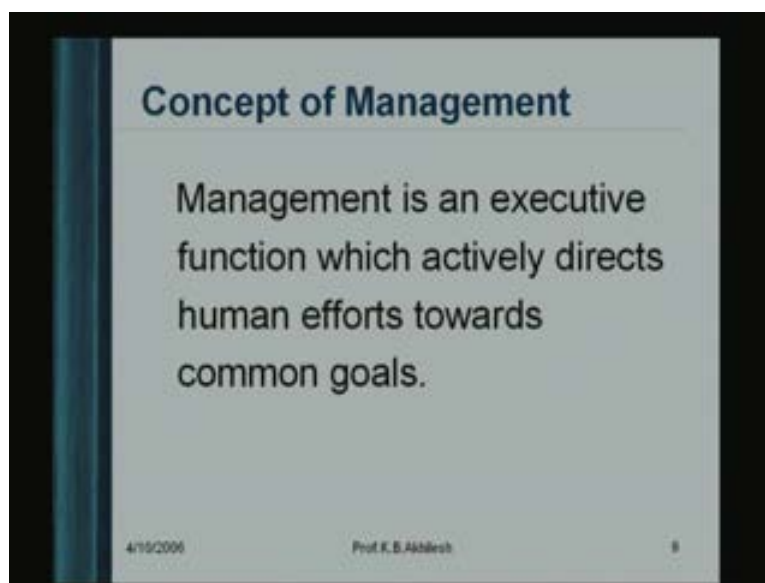 Concept of Management
Management is an executive
function which actively directs
human efforts towards
common goals.
4/10/2006 Prof.K.B.Akhilesh